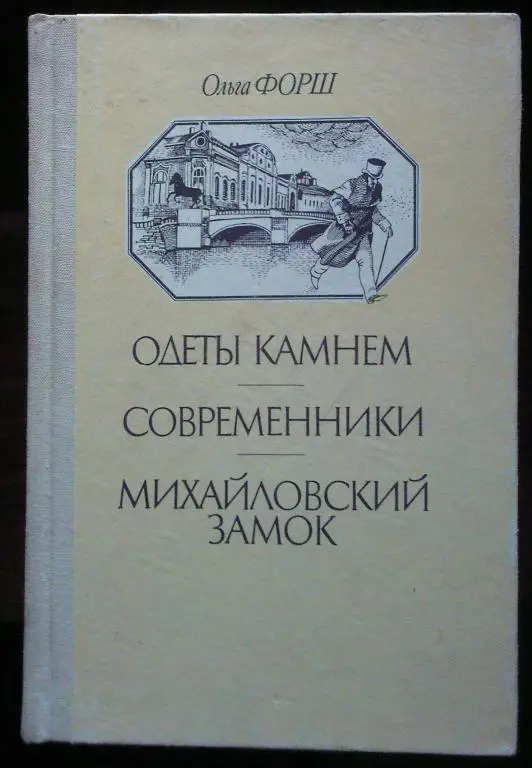 Ольга ФОРШ
ОДЕТЫ КАМНЕМ
СОВРЕМЕННИКИ
МИХАЙЛОВСКИЙ
ЗАМОК